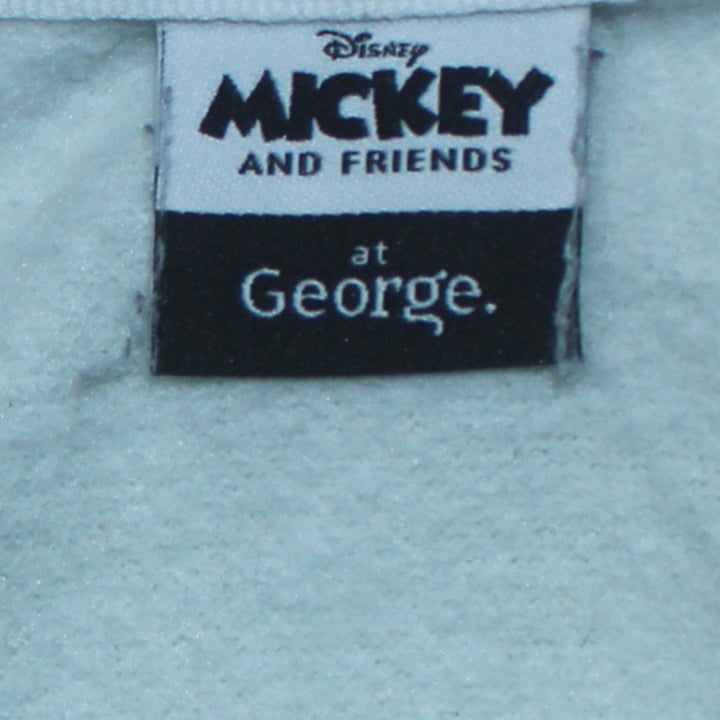 Disney
MICKEY
AND FRIENDS
at
George.